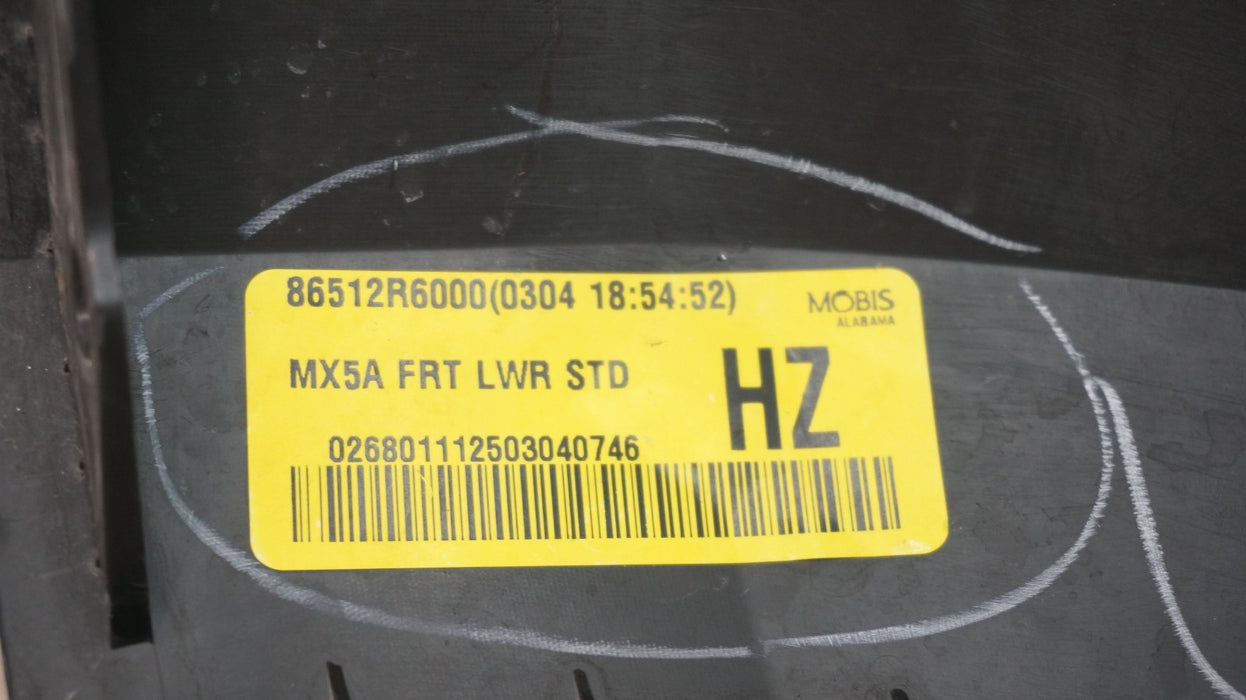 86512R6000(0304 18:54:52)
MOBIS
ALABAMA
MX5A FRT LWR STD
HZ
026801112503040746